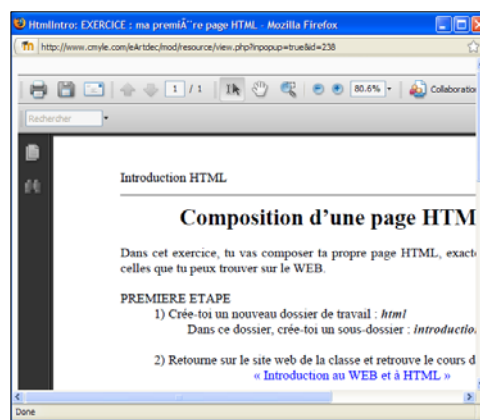 HtmlIntro: EXERCICE : ma premiÃ¨re page HTML - Mozilla Firefox
http://www.cmyle.com/eArtdec/mod/resource/view.php?inpopup=true&id=238
1 / 1 80.6% Collaboratio
Rechercher
Introduction HTML
Composition d'une page HTM
Dans cet exercice, tu vas composer ta propre page HTML, exacte
celles que tu peux trouver sur le WEB.
PREMIERE ETAPE
1) Crée-toi un nouveau dossier de travail : html
Dans ce dossier, crée-toi un sous-dossier : introductio
2) Retourne sur le site web de la classe et retrouve le cours d
« Introduction au WEB et à HTML »
Done